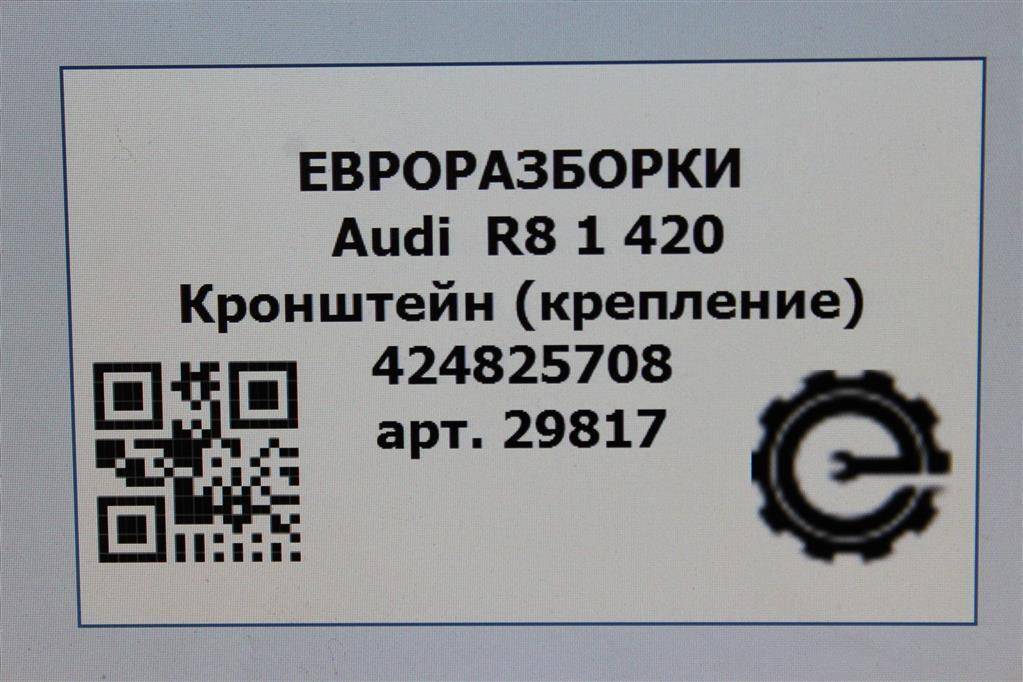 ЕВРОРАЗБОРКИ
Audi R8 1 420
Кронштейн (крепление)
424825708
арт. 29817